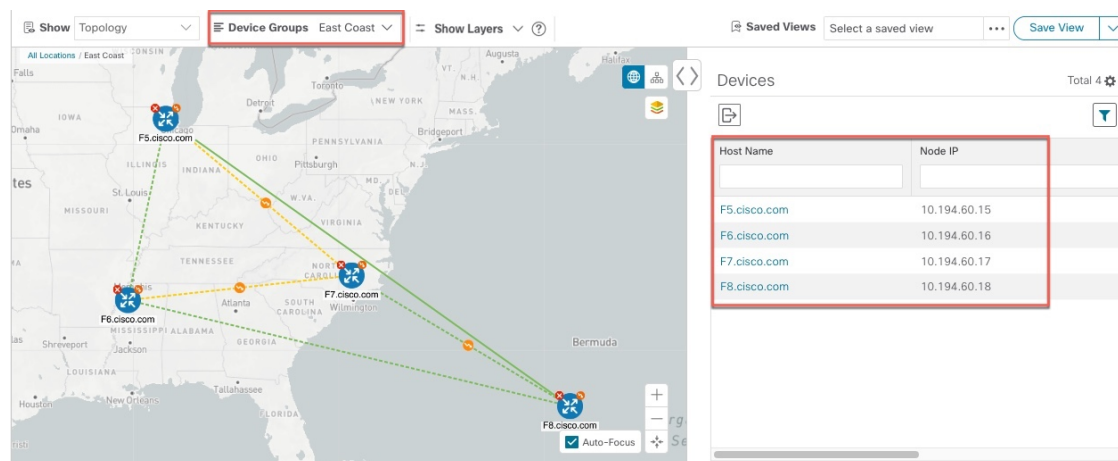 Show Topology
Device Groups East Coast
Show Layers
Saved Views Select a saved view
Save View
All Locations / East Coast
Falls
Augusta
Halifax
VT.
N.H.
Toronto
Detroit
NEW YORK
MASS.
IOWA
Omaha
F5.cisco.com
Bridgeport
PENNSYLVANIA
OHIO
Pittsburgh
N.J.
ILLINOIS
INDIANA
tes
St. Louis
MD.
DEL.
W.VA.
MISSOURI
VIRGINIA
KENTUCKY
TENNESSEE
F7.cisco.com
Atlanta
SOUTH
CAROLINA
Wilmington
F6.cisco.com
MISSISSIPPI
ALABAMA
GEORGIA
Bermuda
Shreveport
Jackson
LOUISIANA
Tallahassee
Houston
New Orleans
FLORIDA
F8.cisco.com
Auto-Focus
Devices
Total 4
Host Name
Node IP
F5.cisco.com 10.194.60.15
F6.cisco.com 10.194.60.16
F7.cisco.com 10.194.60.17
F8.cisco.com 10.194.60.18